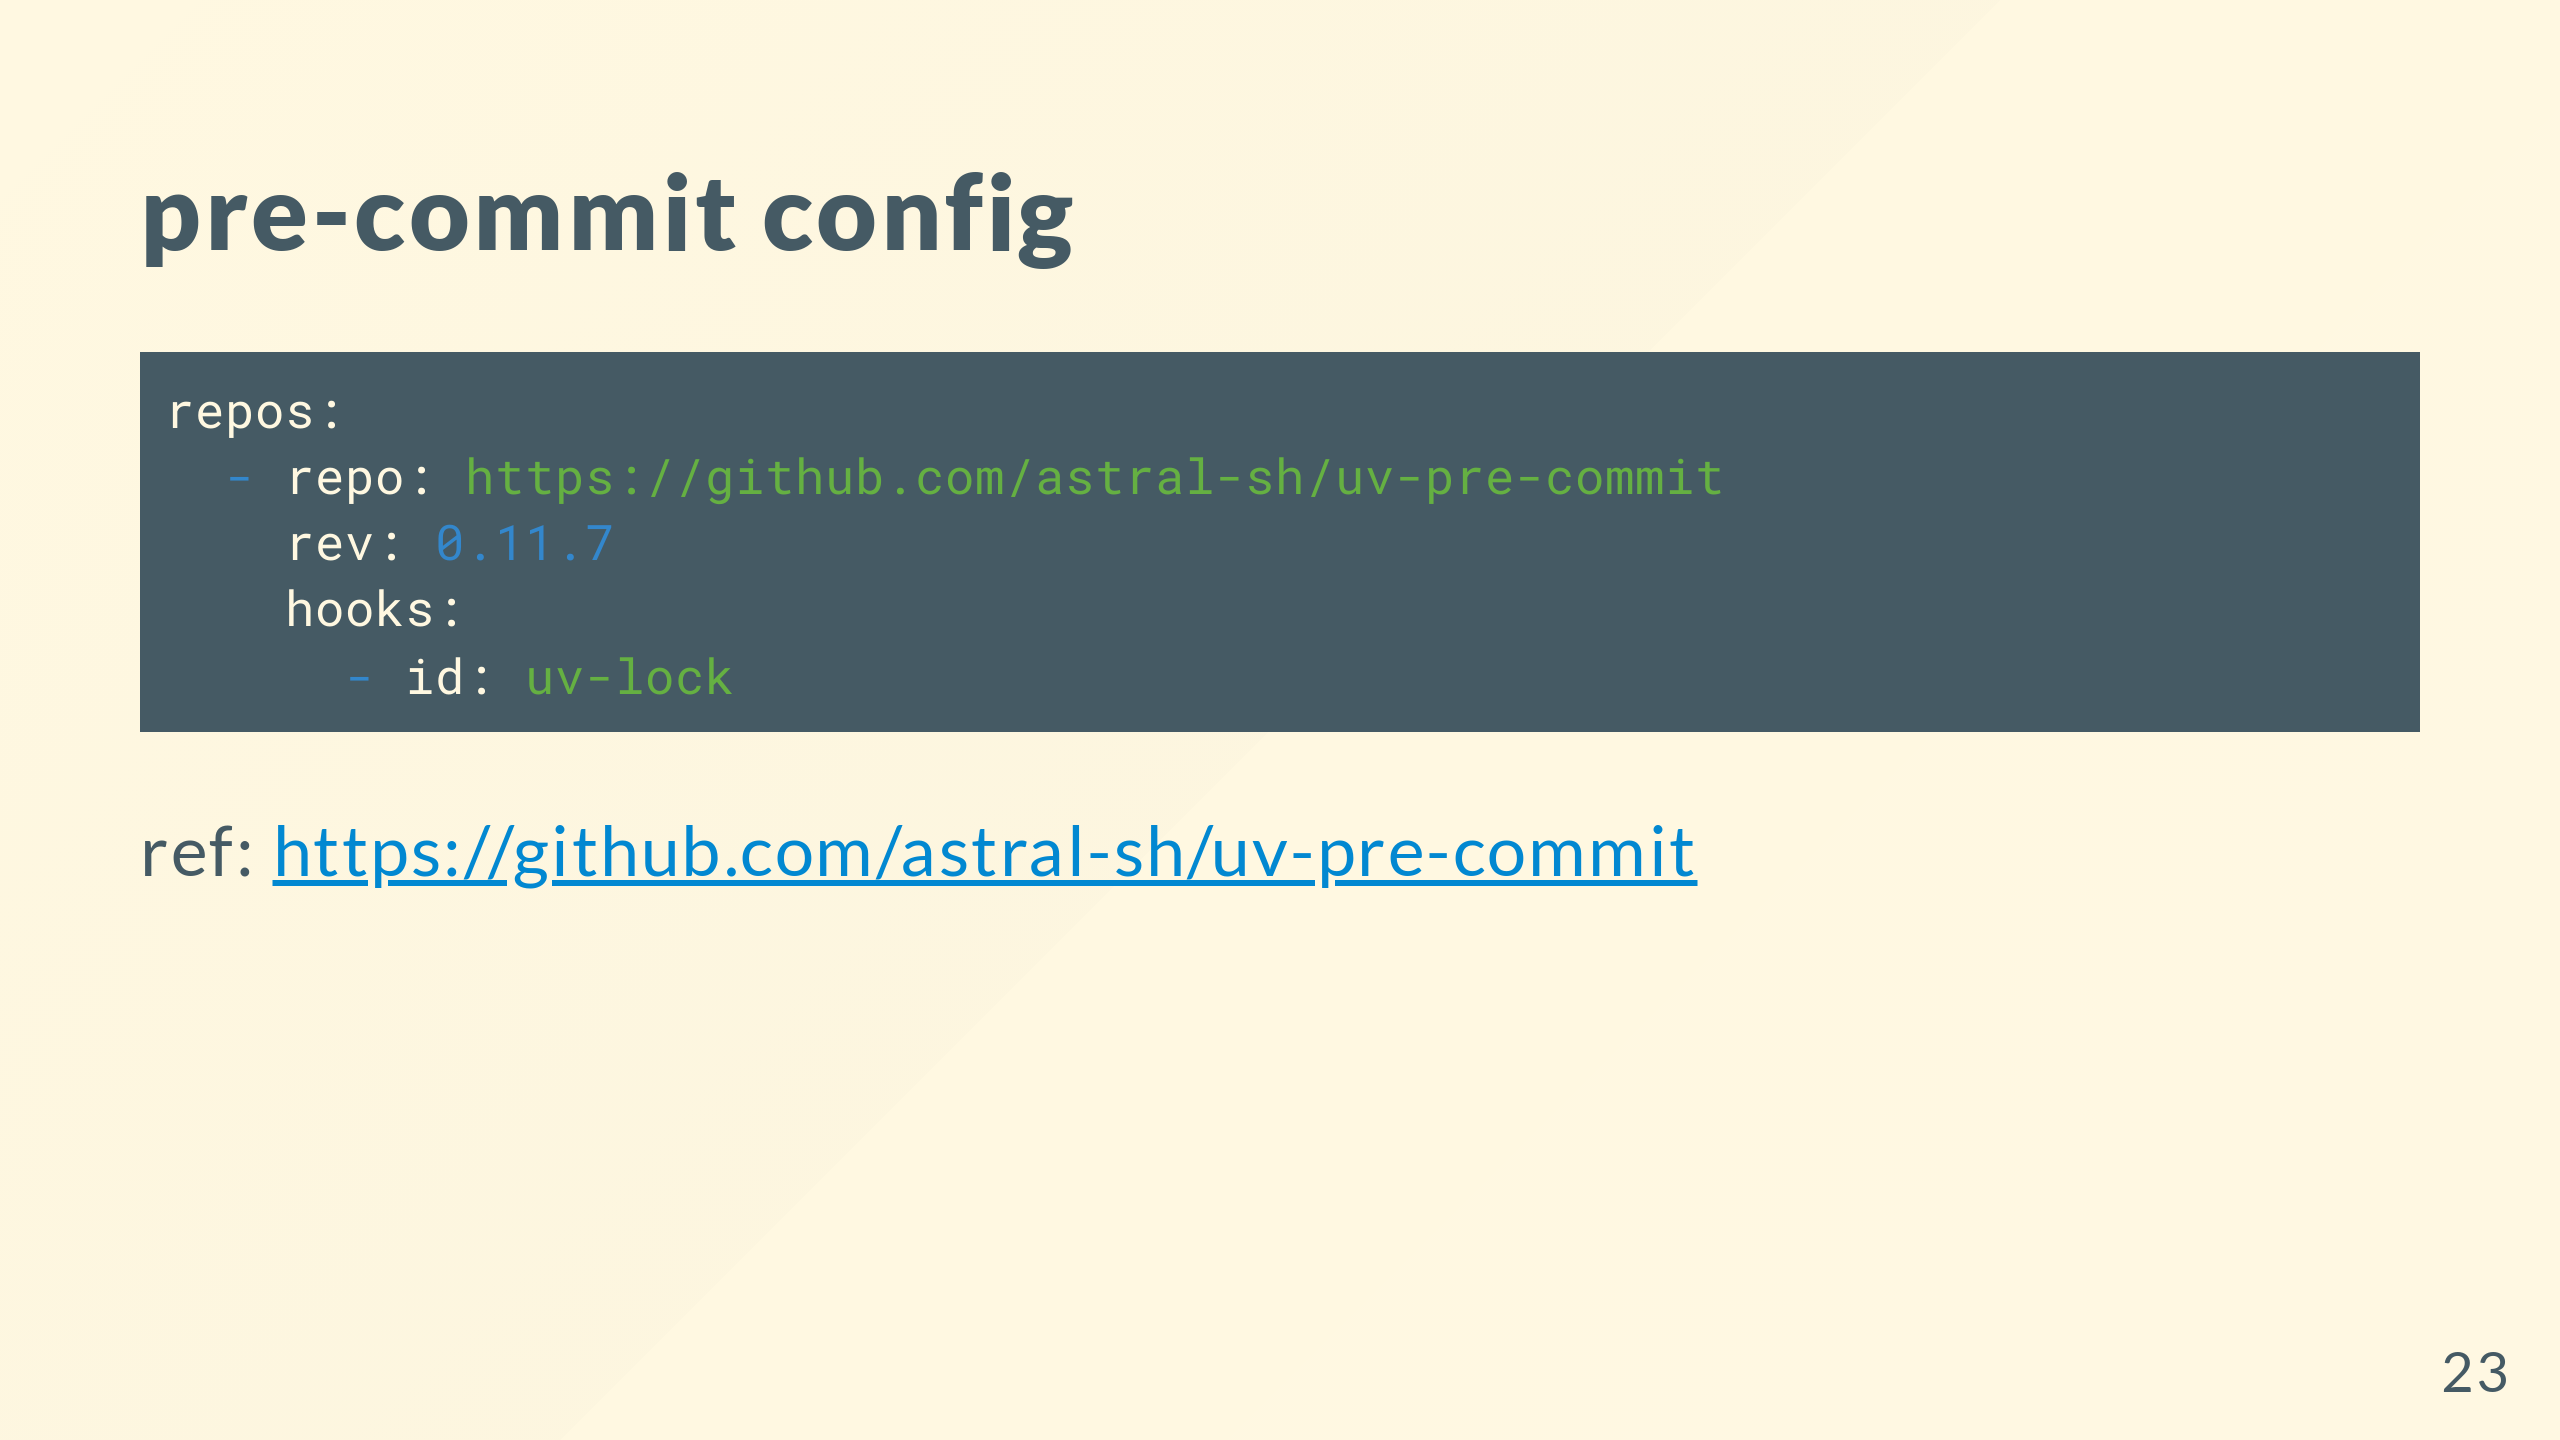 pre-commit config
repos:
  - repo: https://github.com/astral-sh/uv-pre-commit
    rev: 0.11.7
    hooks:
      - id: uv-lock
ref: https://github.com/astral-sh/uv-pre-commit
23